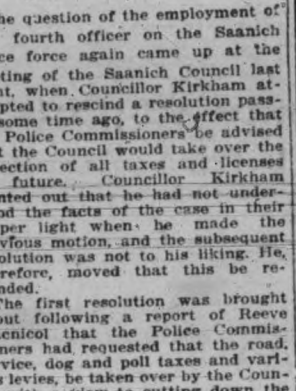 he question of the employment of
fourth officer on the Saanich
ce force again came up at the
ting of the Saanich Council last
nt, when Councillor Kirkham at-
pted to rescind a resolution pass-
some time ago, to the effect that
Police Commissioners be advised
t the Council would take over the
ection of all taxes and licenses
future. Councillor Kirkham
nted out that he had not under-
od the facts of the case in their
per light when he made the
vious motion, and the subsequent
olution was not to his liking. He,
refore, moved that this be re-
nded.
The first resolution was brought
out following a report of Reeve
cnicol that the Police Commis-
ners had requested that the road,
vice, dog and poll taxes and vari-
s levies, be taken over by the Coun-